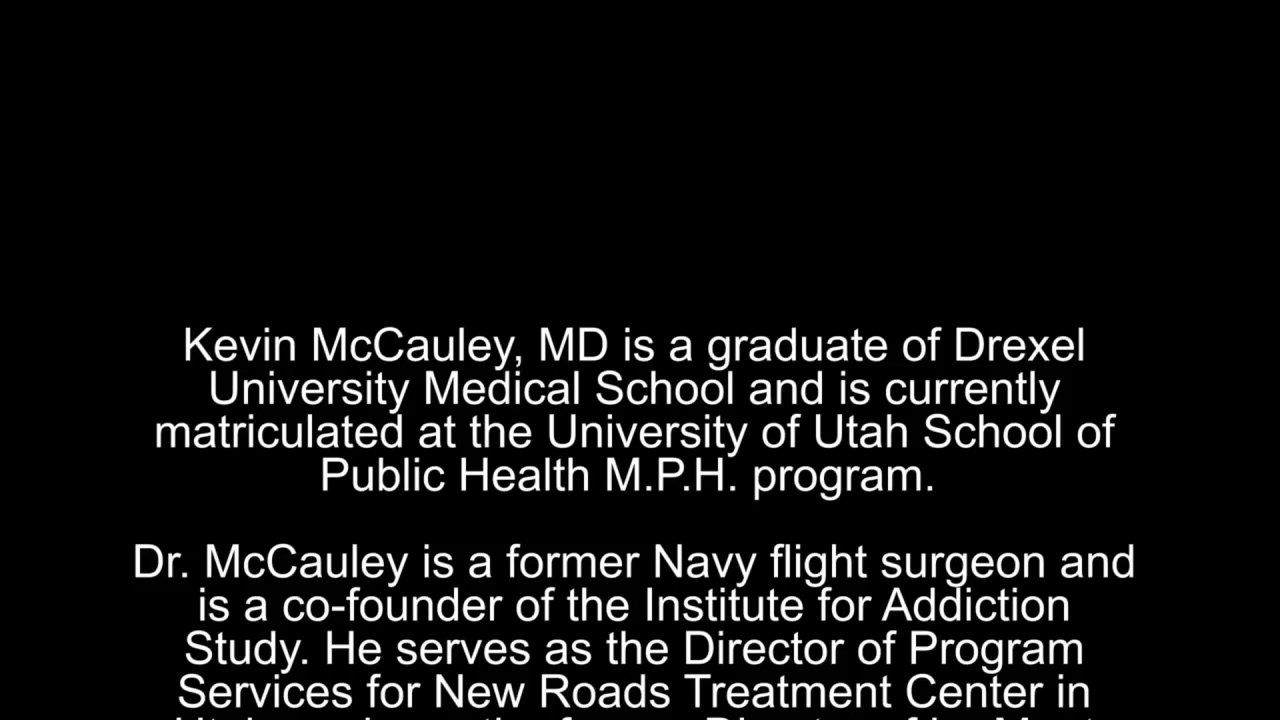 Kevin McCauley, MD is a graduate of Drexel
University Medical School and is currently
matriculated at the University of Utah School of
Public Health M.P.H. program.
Dr. McCauley is a former Navy flight surgeon and
is a co-founder of the Institute for Addiction
Study. He serves as the Director of Program
Services for New Roads Treatment Center in